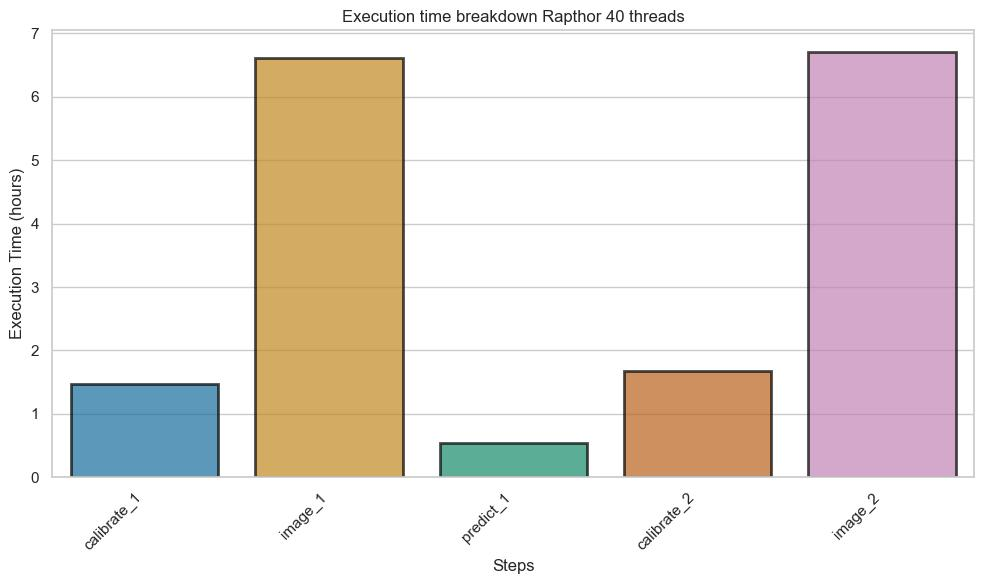 Execution time breakdown Rapthor 40 threads
Execution Time (hours)
7
6
5
4
3
2
1
0
calibrate_1
image_1
predict_1
calibrate_2
image_2
Steps